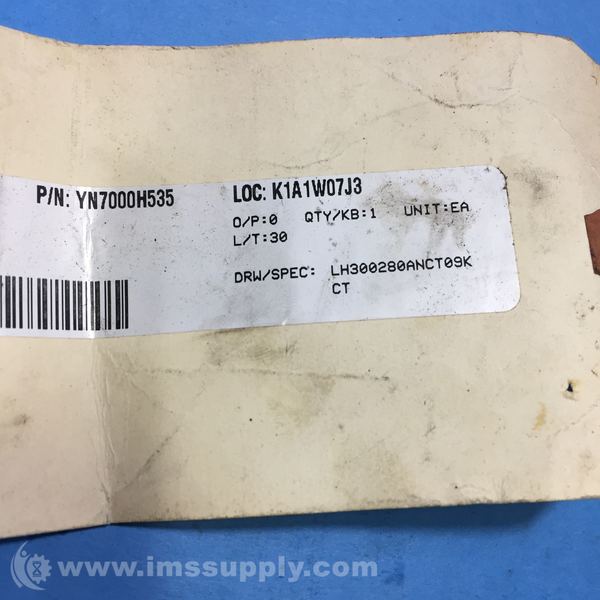 P/N: YN7000H535
LOC: K1A1W07J3
O/P:0 QTY/KB:1 UNIT:EA
L/T:30
DRW/SPEC: LH300280ANCT09K
CT
www.imssupply.com